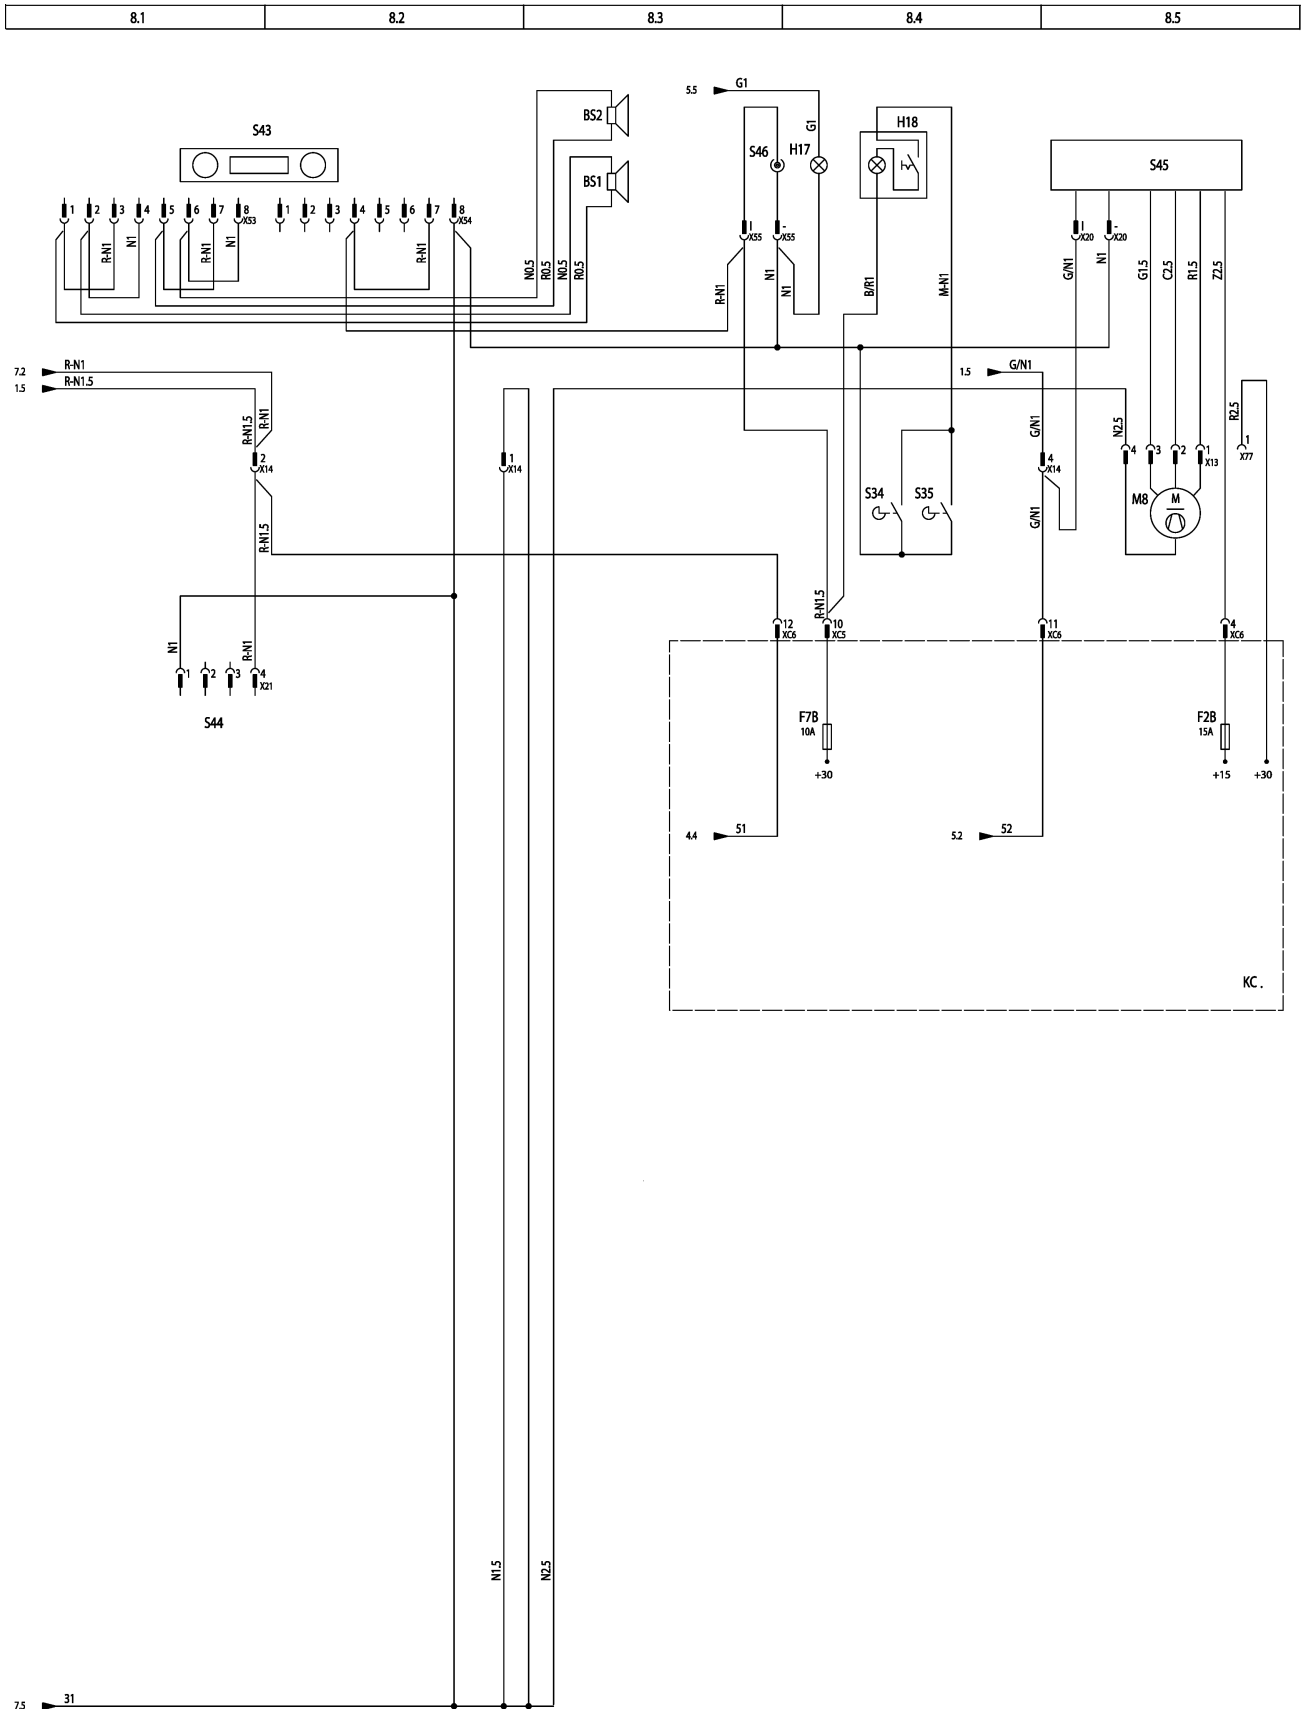 8.1 8.2 8.3 8.4 8.5
5.5 G1
BS2
G1
H18
S43
S46 H17
S45
BS1
1 2 3 4 5 6 7 8 X53 1 2 3 4 5 6 7 8 X54
I X55 - X55 I X20 - X20
R-N1 N1 R-N1 N1 R-N1 N0.5 R0.5 N0.5 R0.5 R-N1 N1 N1 B/R1 M-N1 G/N1 N1 G1.5 C2.5 R1.5 Z2.5
7.2 R-N1
1.5 R-N1.5
1.5 G/N1
R-N1.5 R-N1 G/N1 N2.5 R2.5
2 X14 1 X14 4 X14 4 3 2 1 X13 1 X77
S34 S35 M8 M
R-N1.5 G/N1
R-N1.5
12 XC6 10 XC5 11 XC6 4 XC6
N1 R-N1
1 2 3 4 X21
S44
F7B
10A
F2B
15A
+30 +15 +30
4.4 51 5.2 52
KC .
N1.5 N2.5
7.5 31